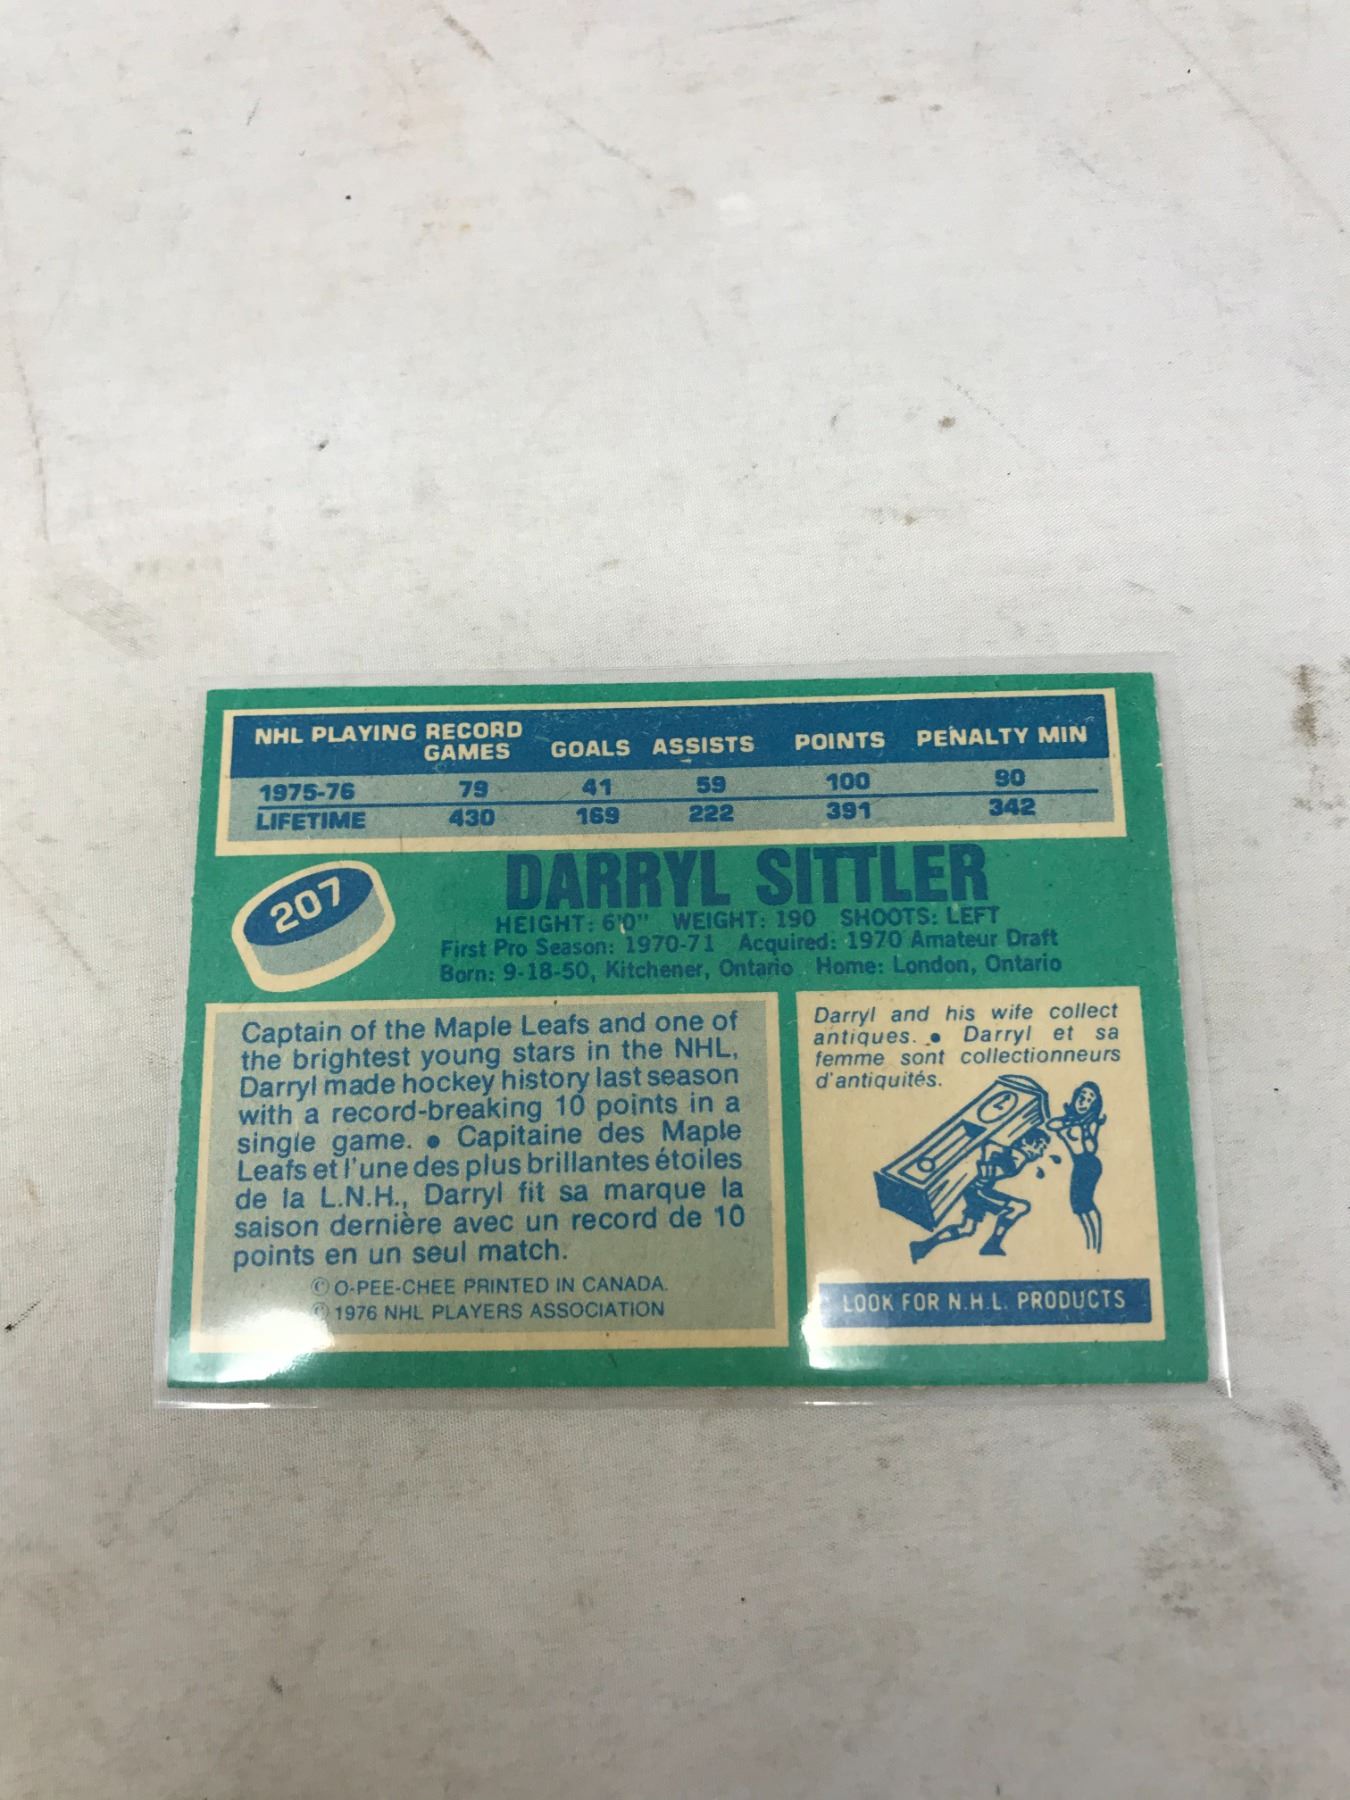 NHL PLAYING RECORD
GAMES GOALS ASSISTS POINTS PENALTY MIN
1975-76 79 41 59 100 90
LIFETIME 430 169 222 391 342
207
DARRYL SITTLER
HEIGHT: 6'0" WEIGHT: 190 SHOOTS: LEFT
First Pro Season: 1970-71 Acquired: 1970 Amateur Draft
Born: 9-18-50, Kitchener, Ontario Home: London, Ontario
Captain of the Maple Leafs and one of
the brightest young stars in the NHL,
Darryl made hockey history last season
with a record-breaking 10 points in a
single game. ● Capitaine des Maple
Leafs et l'une des plus brillantes étoiles
de la L.N.H., Darryl fit sa marque la
saison dernière avec un record de 10
points en un seul match.
© O-PEE-CHEE PRINTED IN CANADA.
© 1976 NHL PLAYERS ASSOCIATION
Darryl and his wife collect
antiques. ● Darryl et sa
femme sont collectionneurs
d'antiquités.
LOOK FOR N.H.L. PRODUCTS